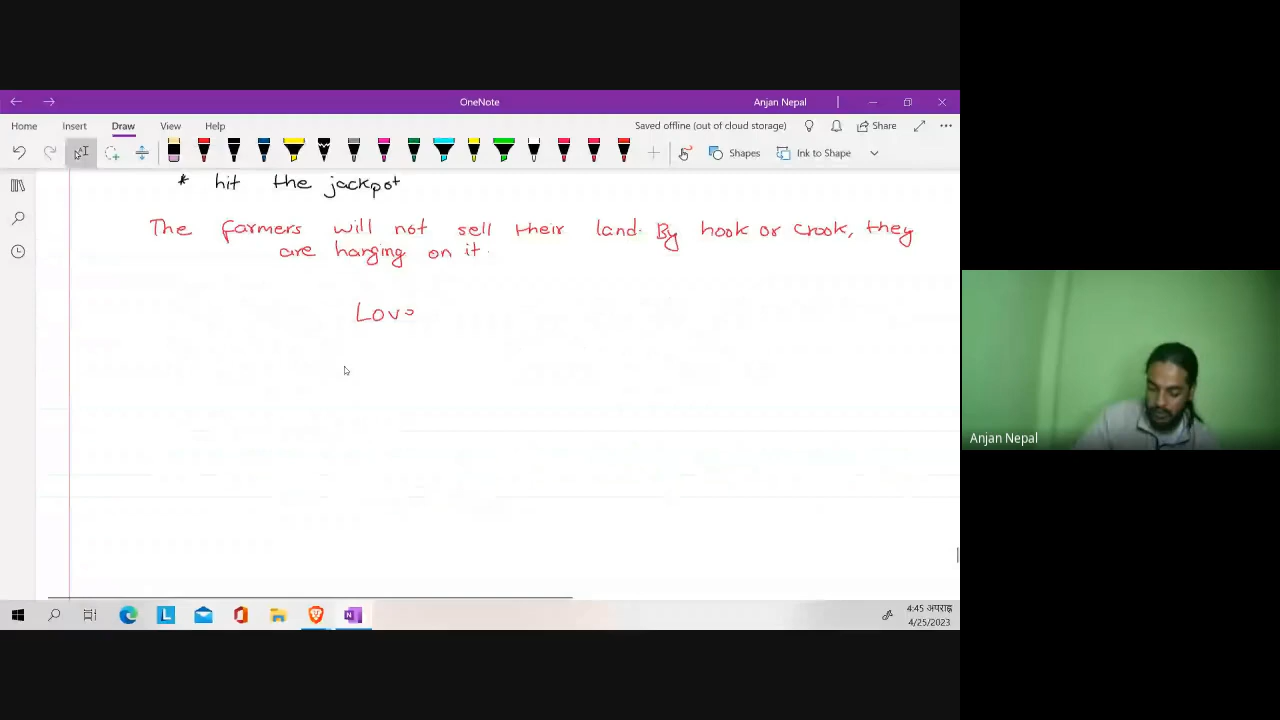 OneNote
Anjan Nepal
Home Insert Draw View Help
Saved offline (out of cloud storage) Share
Shapes Ink to Shape
* hit the jackpot
The farmers will not sell their land. By hook or crook, they
are hanging on it.
Love
Anjan Nepal
4:45 अपराह्न
4/25/2023